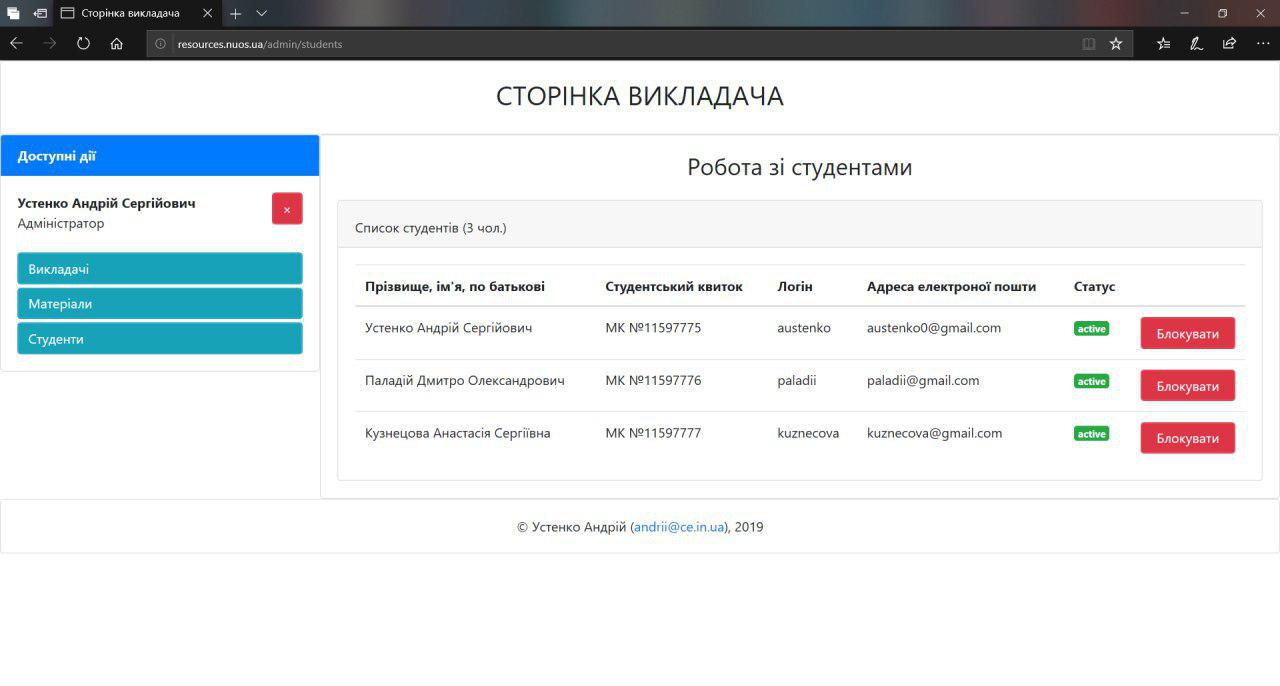 Сторінка викладача
resources.nuos.ua/admin/students
СТОРІНКА ВИКЛАДАЧА
Доступні дії
Устенко Андрій Сергійович
Адміністратор
×
Викладачі
Матеріали
Студенти
Робота зі студентами
Список студентів (3 чол.)
Прізвище, ім'я, по батькові Студентський квиток Логін Адреса електроної пошти Статус
Устенко Андрій Сергійович МК №11597775 austenko austenko0@gmail.com active Блокувати
Паладій Дмитро Олександрович МК №11597776 paladii paladii@gmail.com active Блокувати
Кузнецова Анастасія Сергіївна МК №11597777 kuznecova kuznecova@gmail.com active Блокувати
© Устенко Андрій (andrii@ce.in.ua), 2019